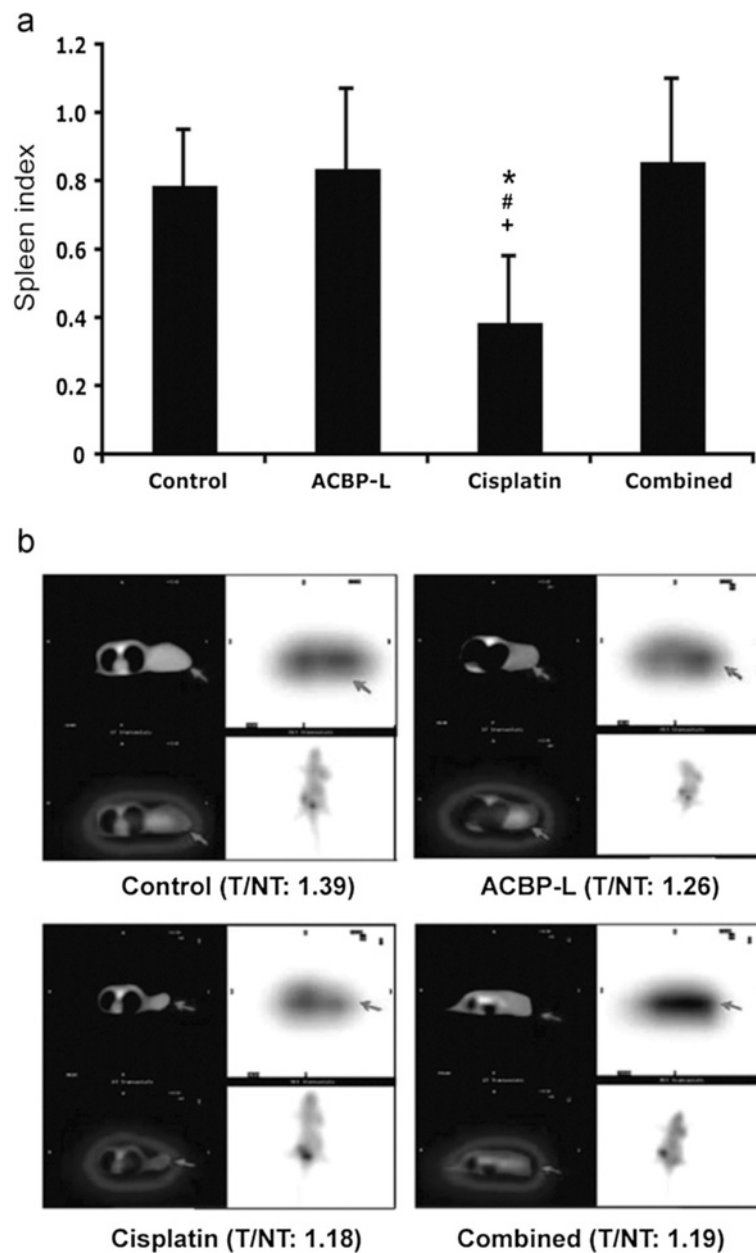 a
1.2
1.0
0.8
0.6
0.4
0.2
0
Spleen index
*
#
+
Control ACBP-L Cisplatin Combined
b
Control (T/NT: 1.39) ACBP-L (T/NT: 1.26)
Cisplatin (T/NT: 1.18) Combined (T/NT: 1.19)